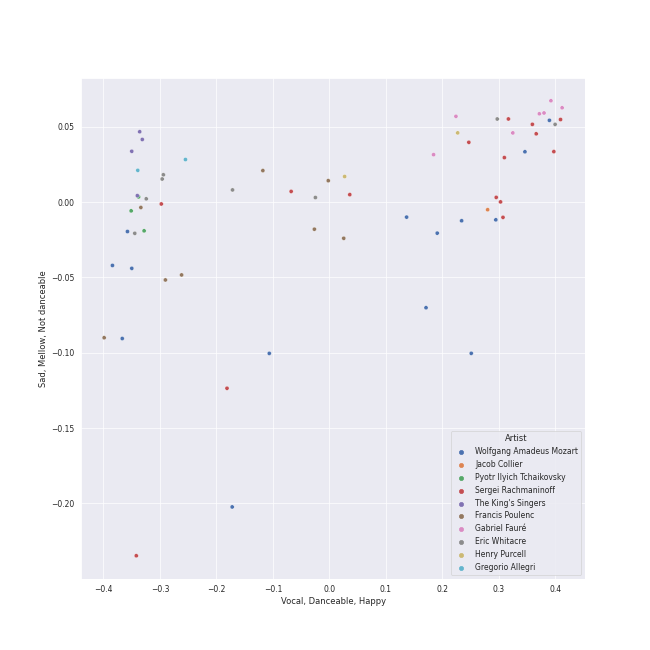 0.05
0.00
−0.05
−0.10
−0.15
−0.20
Sad, Mellow, Not danceable
Artist
Wolfgang Amadeus Mozart
Jacob Collier
Pyotr Ilyich Tchaikovsky
Sergei Rachmaninoff
The King's Singers
Francis Poulenc
Gabriel Fauré
Eric Whitacre
Henry Purcell
Gregorio Allegri
−0.4 −0.3 −0.2 −0.1 0.0 0.1 0.2 0.3 0.4
Vocal, Danceable, Happy